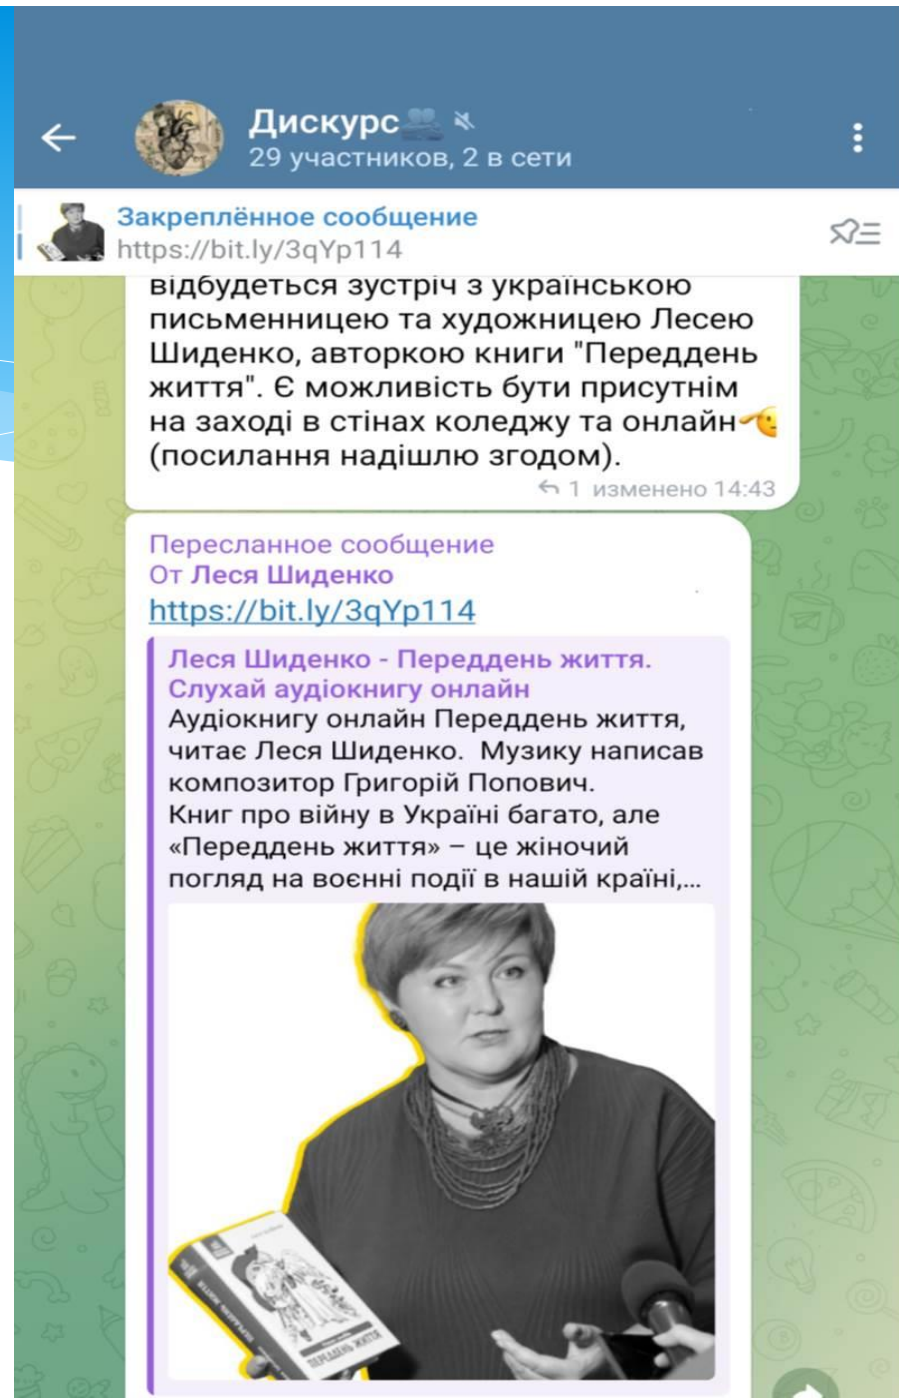 Дискурс
29 участников, 2 в сети
Закреплённое сообщение
https://bit.ly/3qYp114
відбудеться зустріч з українською
письменницею та художницею Лесею
Шиденко, авторкою книги "Переддень
життя". Є можливість бути присутнім
на заході в стінах коледжу та онлайн
(посилання надішлю згодом).
1 изменено 14:43
Пересланное сообщение
От Леся Шиденко
https://bit.ly/3qYp114
Леся Шиденко - Переддень життя.
Слухай аудіокнигу онлайн
Аудіокнигу онлайн Переддень життя,
читає Леся Шиденко. Музику написав
композитор Григорій Попович.
Книг про війну в Україні багато, але
«Переддень життя» – це жіночий
погляд на воєнні події в нашій країні,...
ПЕРЕДДЕНЬ ЖИТТЯ
ПЕРЕДДЕНЬ ЖИТТЯ